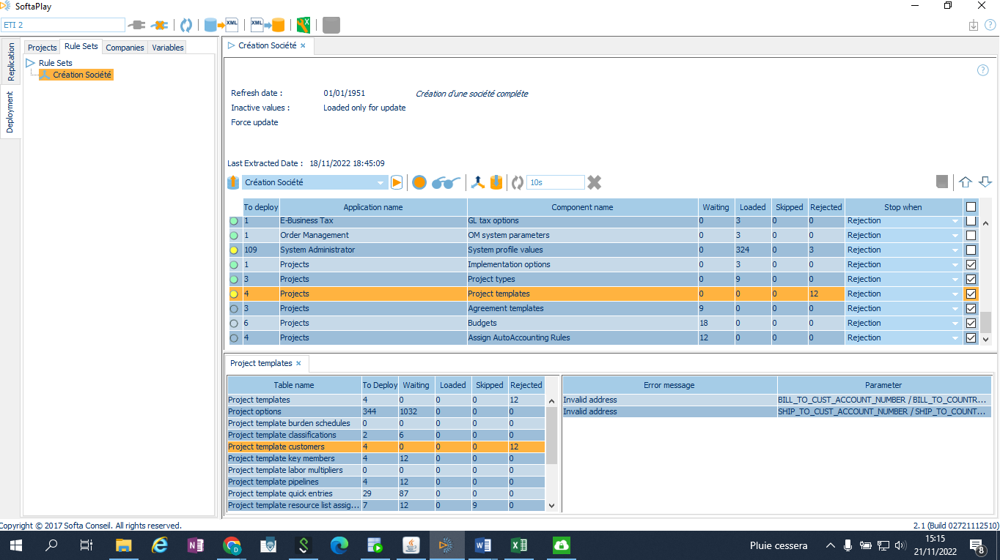 SoftaPlay
ETI 2
XML XML
Replication
Deployment
Projects Rule Sets Companies Variables
Rule Sets
Création Société
Création Société
Refresh date : 01/01/1951 Création d'une société complète
Inactive values : Loaded only for update
Force update
Last Extracted Date : 18/11/2022 18:45:09
Création Société 10s
To deploy Application name Component name Waiting Loaded Skipped Rejected Stop when
1 E-Business Tax GL tax options 0 3 0 0 Rejection
1 Order Management OM system parameters 0 3 0 0 Rejection
109 System Administrator System profile values 0 324 0 3 Rejection
1 Projects Implementation options 0 3 0 0 Rejection
3 Projects Project types 0 9 0 0 Rejection
4 Projects Project templates 0 0 0 12 Rejection
3 Projects Agreement templates 9 0 0 0 Rejection
6 Projects Budgets 18 0 0 0 Rejection
4 Projects Assign AutoAccounting Rules 12 0 0 0 Rejection
Project templates
Table name To Deploy Waiting Loaded Skipped Rejected
Project templates 4 0 0 0 12
Project options 344 1032 0 0 0
Project template burden schedules 0 0 0 0 0
Project template classifications 2 6 0 0 0
Project template customers 4 0 0 0 12
Project template key members 4 12 0 0 0
Project template labor multipliers 0 0 0 0 0
Project template pipelines 4 12 0 0 0
Project template quick entries 29 87 0 0 0
Project template resource list assig... 7 12 0 9 0
Error message Parameter
Invalid address BILL_TO_CUST_ACCOUNT_NUMBER / BILL_TO_COUNTR...
Invalid address SHIP_TO_CUST_ACCOUNT_NUMBER / SHIP_TO_COUNT...
Copyright © 2017 Softa Conseil. All rights reserved. 2.1 (Build 02721112510)
Pluie cessera
15:15
21/11/2022
8